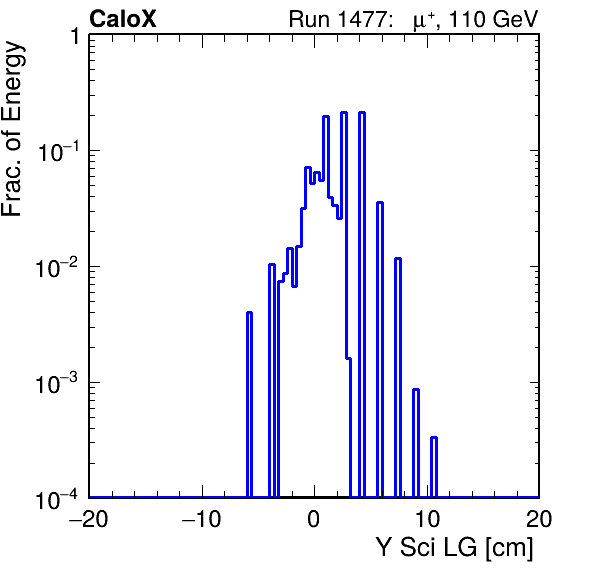 CaloX Run 1477: μ⁺, 110 GeV
Frac. of Energy
1
10⁻¹
10⁻²
10⁻³
10⁻⁴
−20 −10 0 10 20
Y Sci LG [cm]